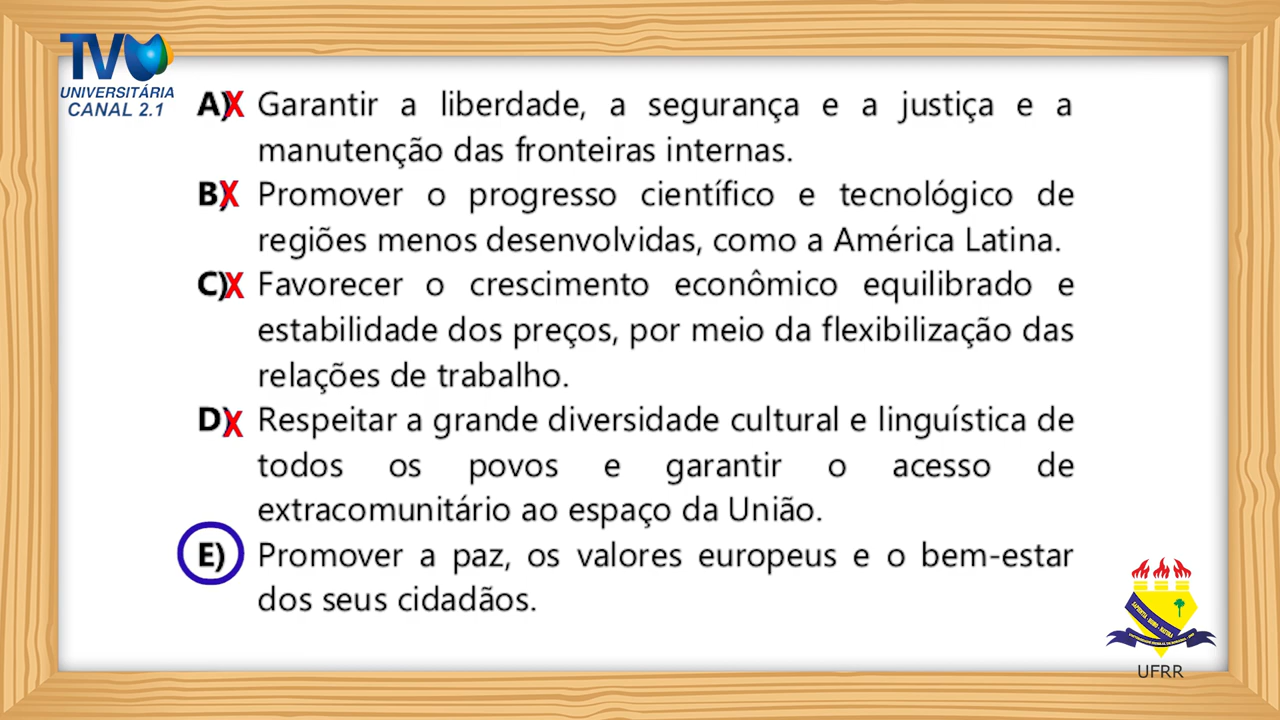 TVU
UNIVERSITÁRIA
CANAL 2.1
A)X Garantir a liberdade, a segurança e a justiça e a
manutenção das fronteiras internas.
B)X Promover o progresso científico e tecnológico de
regiões menos desenvolvidas, como a América Latina.
C)X Favorecer o crescimento econômico equilibrado e
estabilidade dos preços, por meio da flexibilização das
relações de trabalho.
D)X Respeitar a grande diversidade cultural e linguística de
todos os povos e garantir o acesso de
extracomunitário ao espaço da União.
E) Promover a paz, os valores europeus e o bem-estar
dos seus cidadãos.
UFRR